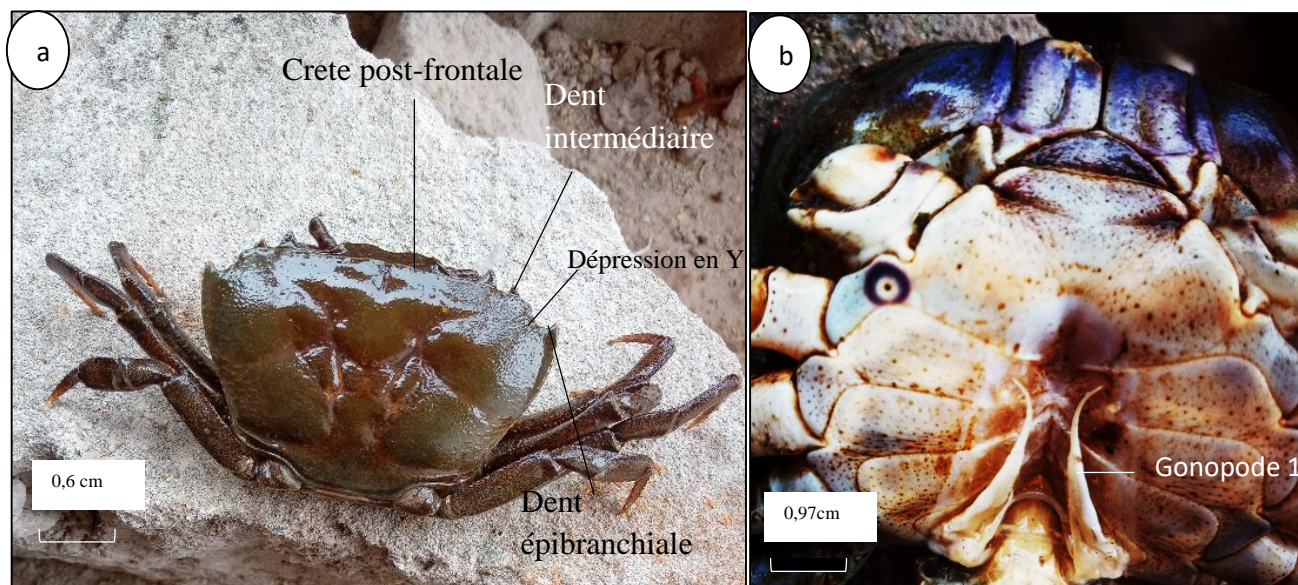 a
Crete post-frontale
Dent
intermédiaire
Dépression en Y
Dent
épibranchiale
0,6 cm
b
Gonopode 1
0,97cm